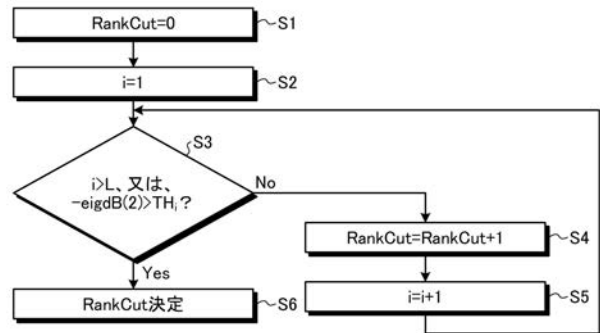 RankCut=0
S1
i=1
S2
S3
i>L、又は、
-eigdB(2)>THi?
No
Yes
RankCut=RankCut+1
S4
i=i+1
S5
RankCut決定
S6